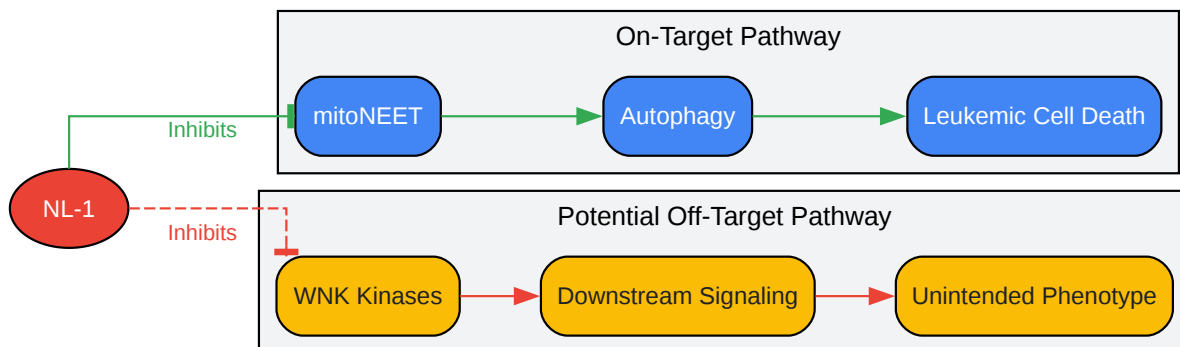 On-Target Pathway
mitoNEET
Autophagy
Leukemic Cell Death
Inhibits
NL-1
Potential Off-Target Pathway
Inhibits
WNK Kinases
Downstream Signaling
Unintended Phenotype